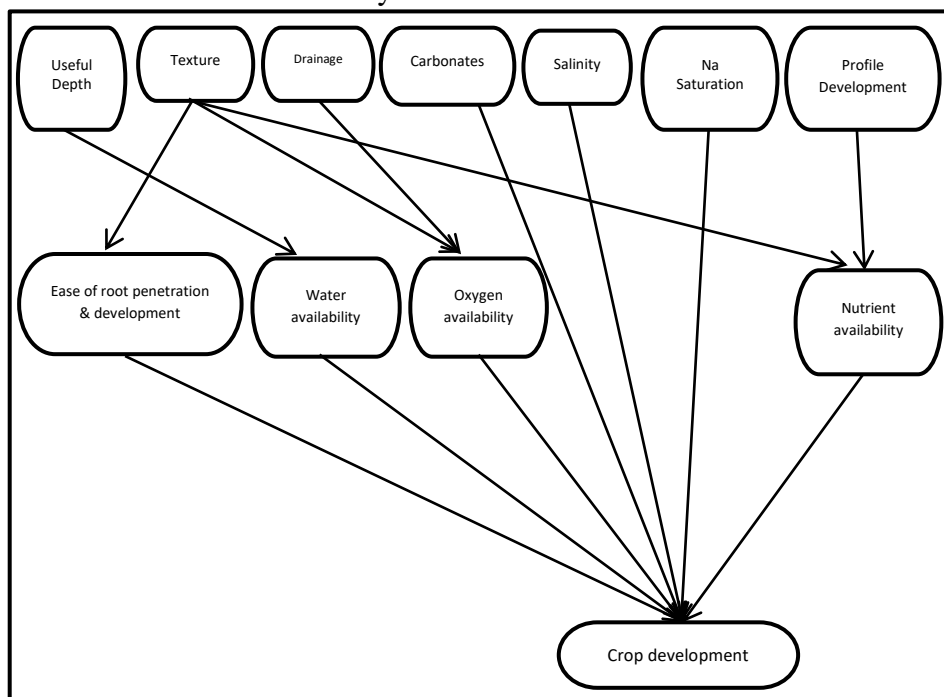 Useful
Depth
Texture
Drainage
Carbonates
Salinity
Na
Saturation
Profile
Development
Ease of root penetration
& development
Water
availability
Oxygen
availability
Nutrient
availability
Crop development